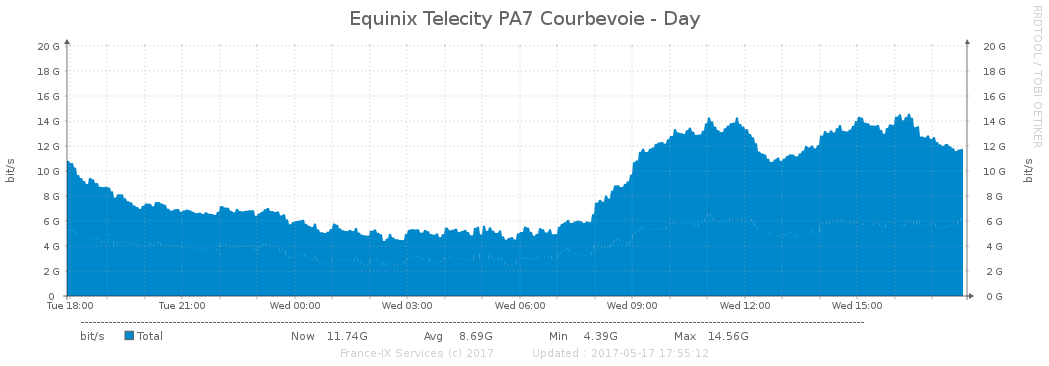 Equinix Telecity PA7 Courbevoie - Day
RRDTOOL / TOBI OETIKER
bit/s
20 G 20 G
18 G 18 G
16 G 16 G
14 G 14 G
12 G 12 G
10 G 10 G
8 G 8 G
6 G 6 G
4 G 4 G
2 G 2 G
0 0 G
bit/s
Tue 18:00 Tue 21:00 Wed 00:00 Wed 03:00 Wed 06:00 Wed 09:00 Wed 12:00 Wed 15:00
bit/s Total Now 11.74G Avg 8.69G Min 4.39G Max 14.56G
France-IX Services (c) 2017 Updated : 2017-05-17 17:55:12